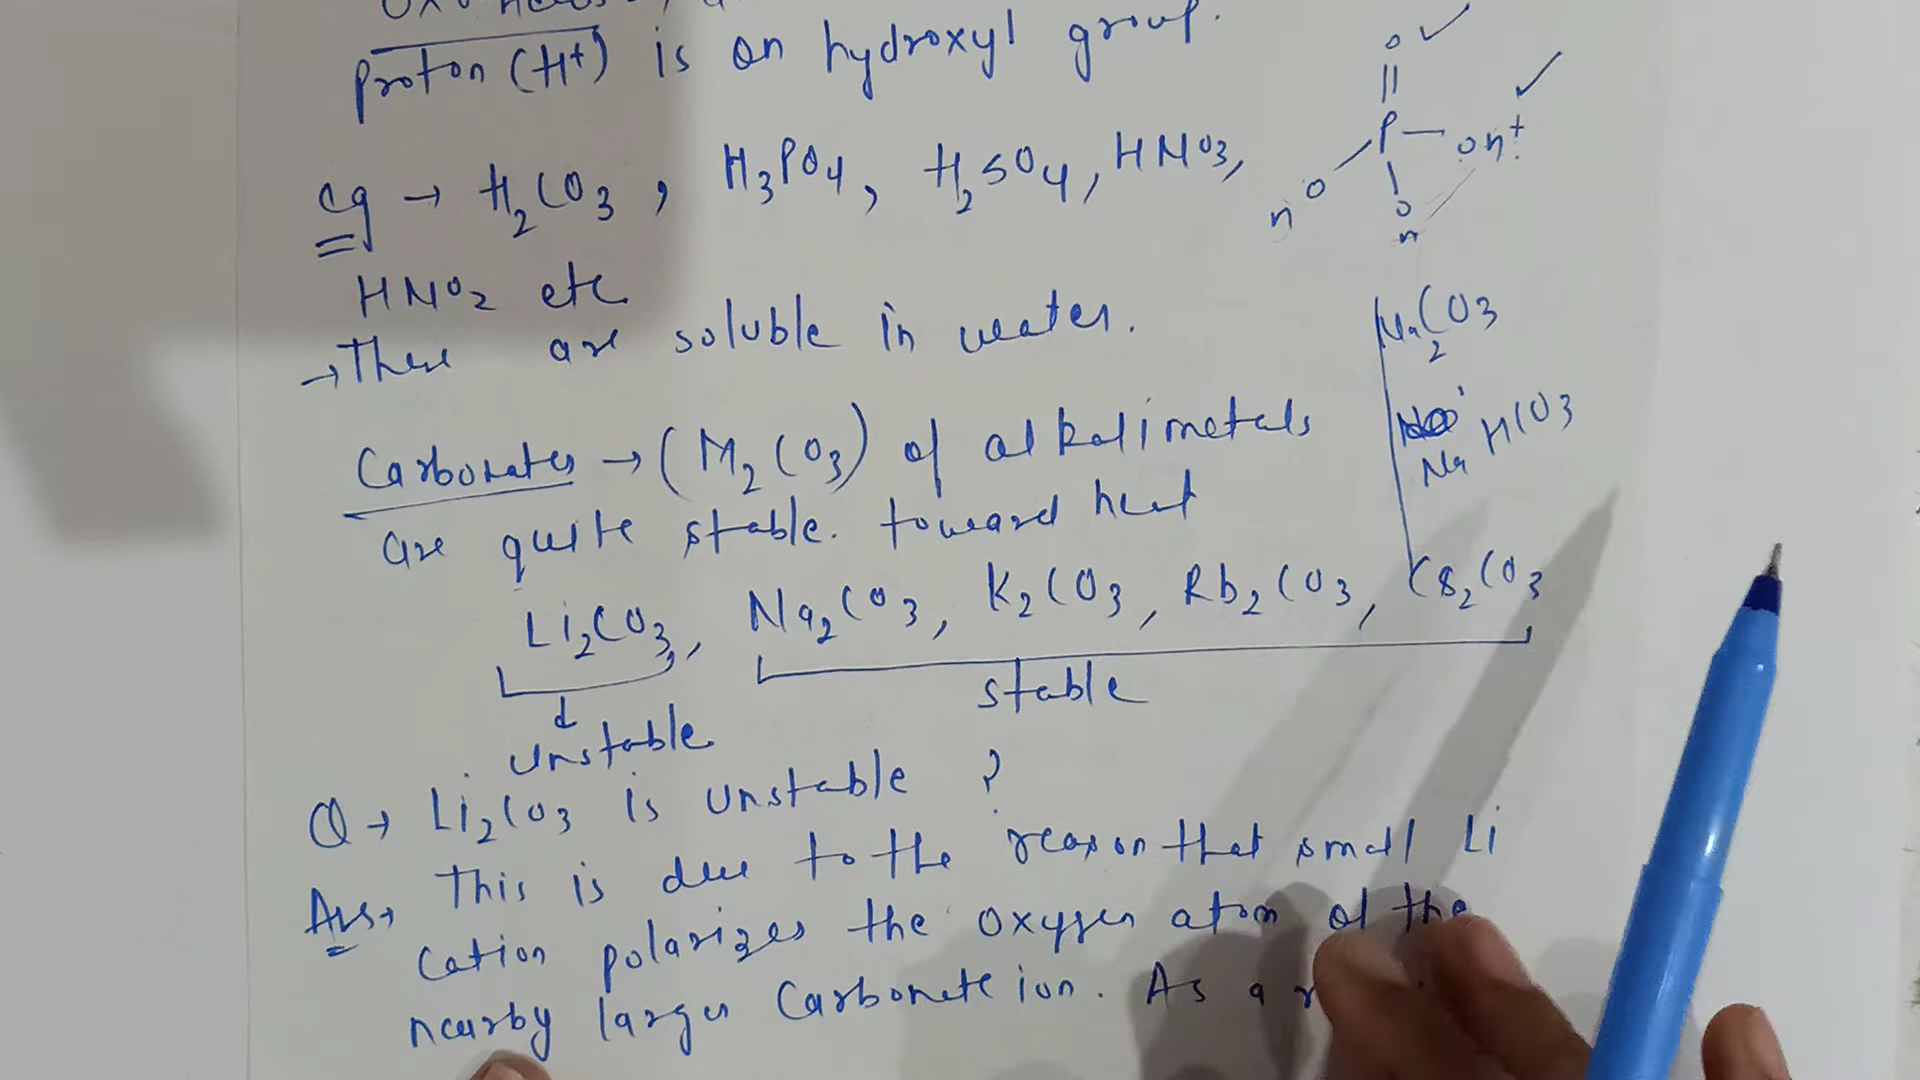 proton (H+) is on hydroxyl group.
eg → H2CO3, H3PO4, H2SO4, HNO3,
HNO2 etc
→ These are soluble in water.
Carbonates → (M2CO3) of alkalimetals
are quite stable. toward heat
Li2CO3, Na2CO3, K2CO3, Rb2CO3, Cs2CO3
unstable
stable
Q → Li2CO3 is unstable ?
Ans → This is due to the reason that small Li
cation polarizes the oxygen atom of the
nearby larger Carbonate ion. As a
O
P — OH+
HO
O
H
Na2CO3
NaHCO3